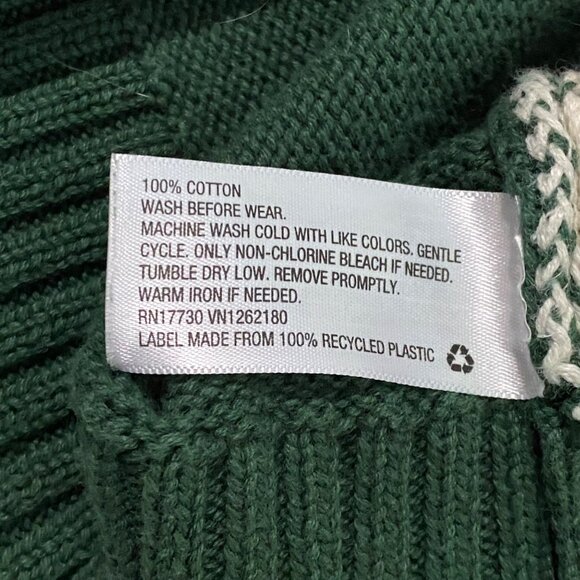 100% COTTON
WASH BEFORE WEAR.
MACHINE WASH COLD WITH LIKE COLORS. GENTLE
CYCLE. ONLY NON-CHLORINE BLEACH IF NEEDED.
TUMBLE DRY LOW. REMOVE PROMPTLY.
WARM IRON IF NEEDED.
RN17730 VN1262180
LABEL MADE FROM 100% RECYCLED PLASTIC